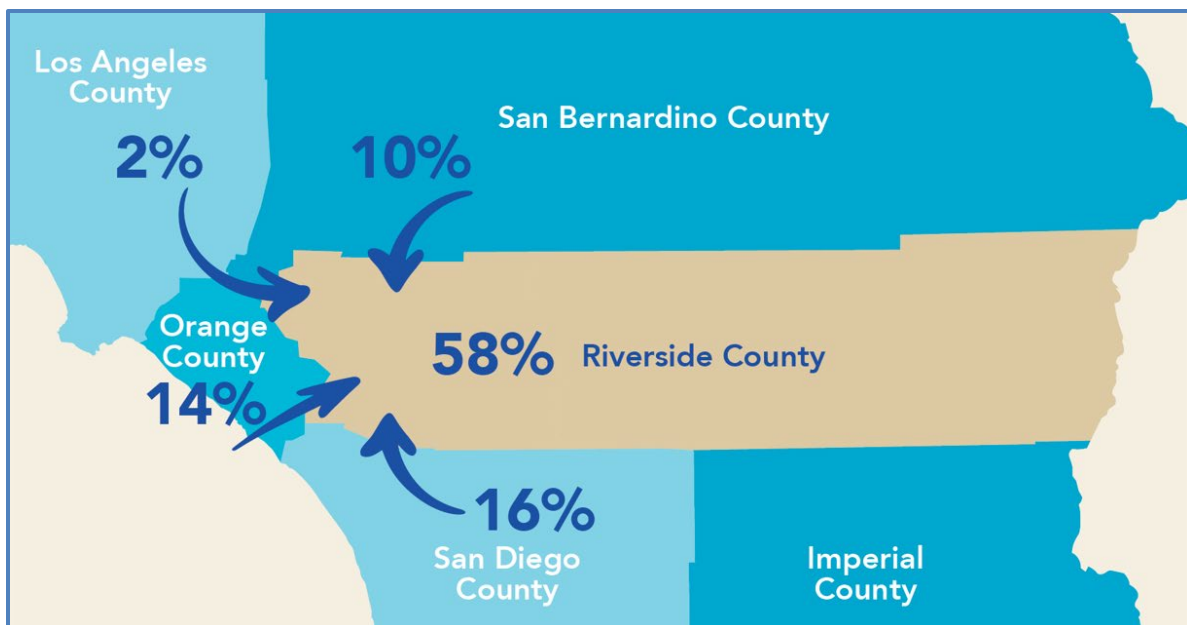 Los Angeles
County
2%
10%
San Bernardino County
Orange
County
14%
58% Riverside County
16%
San Diego
County
Imperial
County